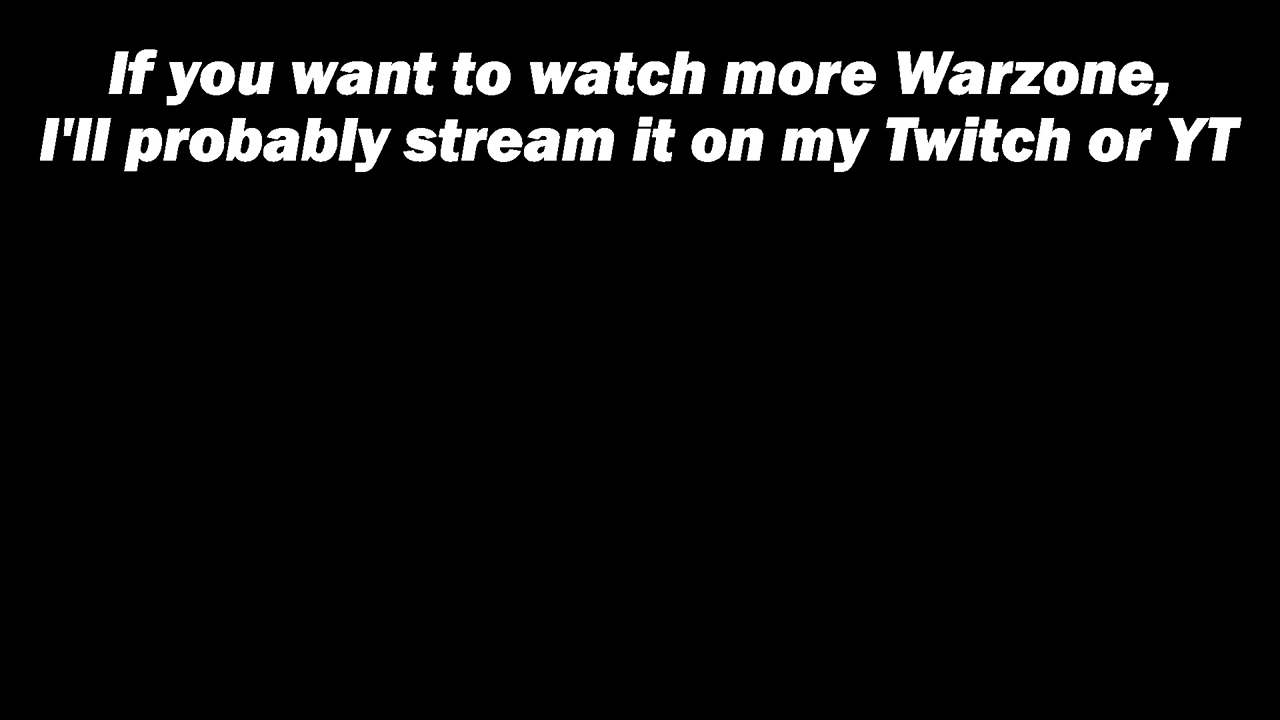 If you want to watch more Warzone,
I'll probably stream it on my Twitch or YT